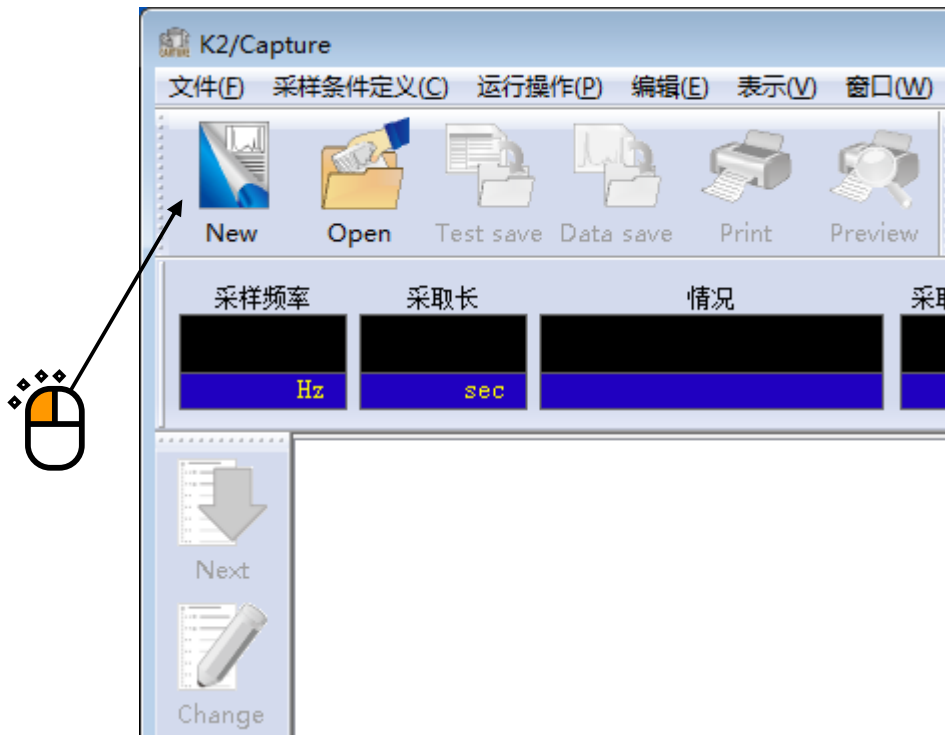 K2/Capture
文件(F) 采样条件定义(C) 运行操作(P) 编辑(E) 表示(V) 窗口(W)
New Open Test save Data save Print Preview
采样频率 采取长 情况 采取
Hz sec
Next
Change